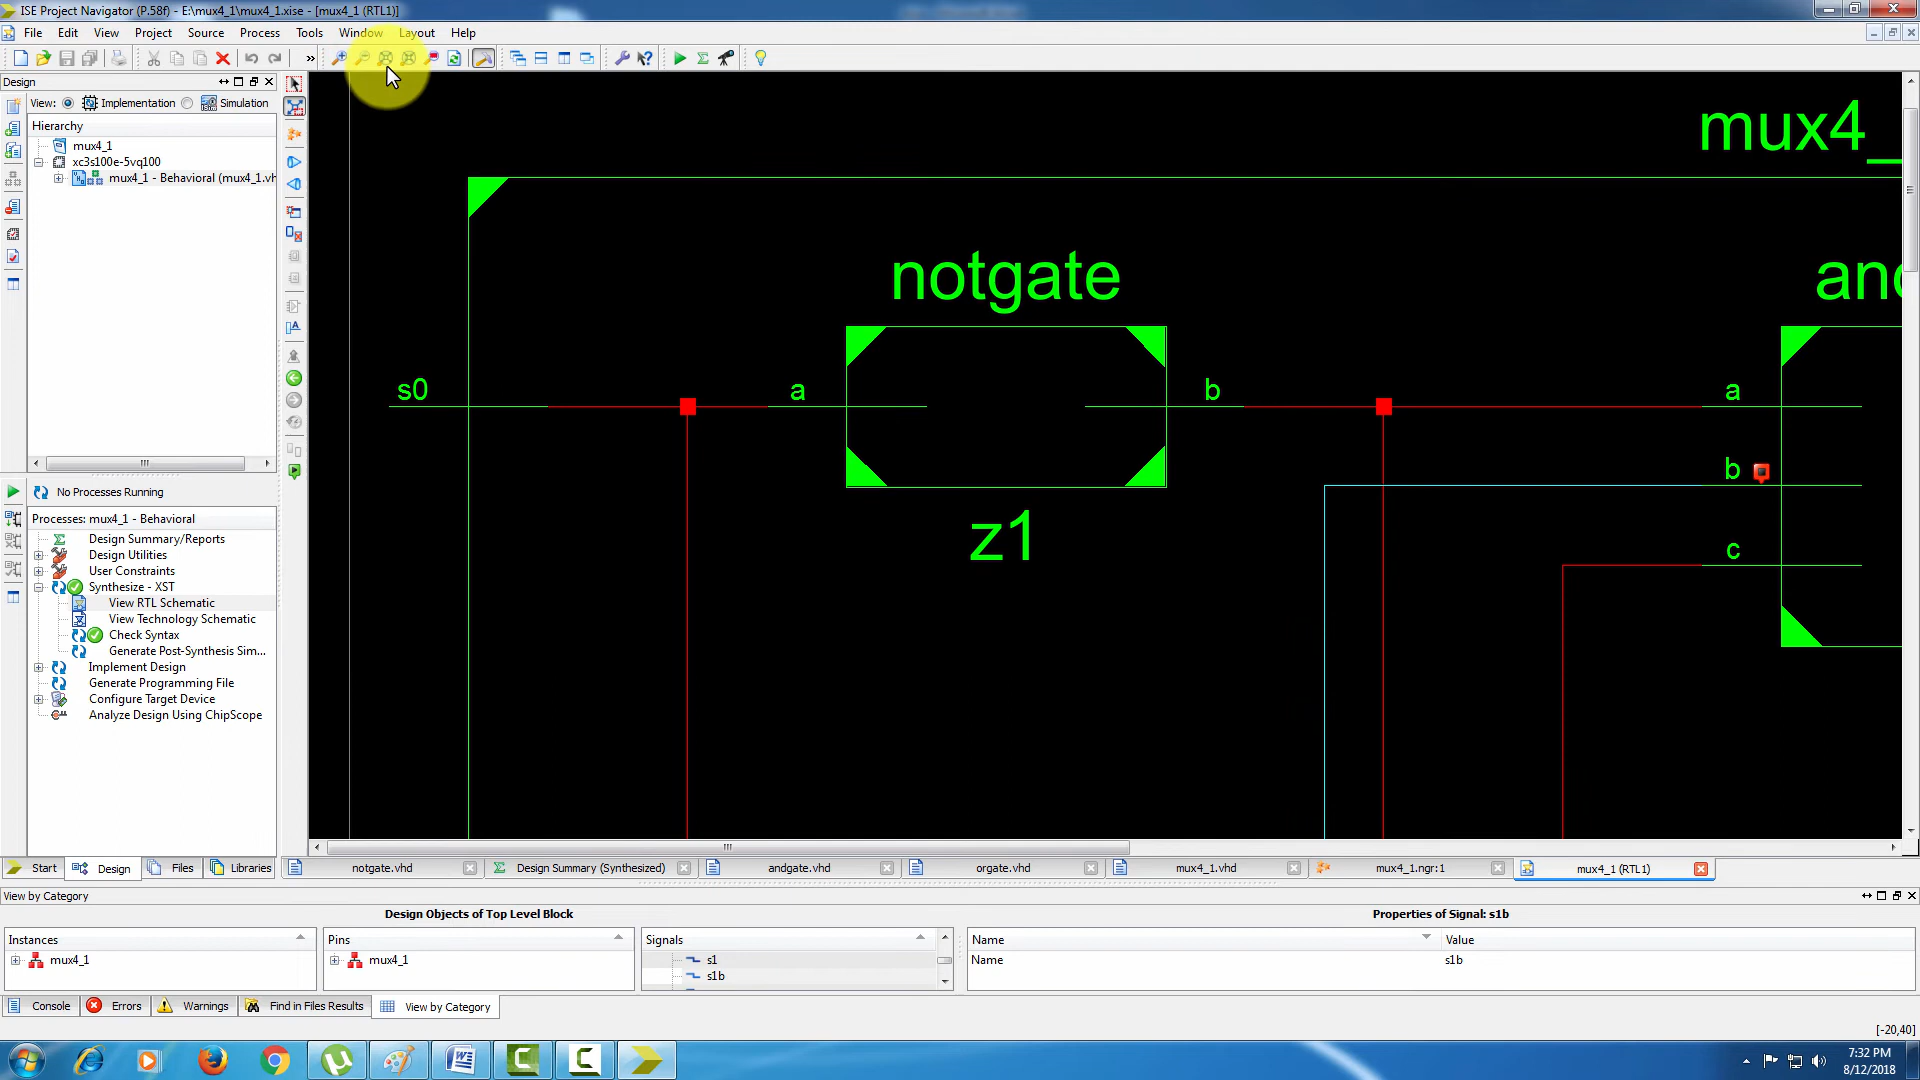 ISE Project Navigator (P.58f) - E:\mux4_1\mux4_1.xise - [mux4_1 (RTL1)]
File Edit View Project Source Process Tools Window Layout Help
Design
View: Implementation Simulation
Hierarchy
mux4_1
xc3s100e-5vq100
mux4_1 - Behavioral (mux4_1.vh
No Processes Running
Processes: mux4_1 - Behavioral
Design Summary/Reports
Design Utilities
User Constraints
Synthesize - XST
View RTL Schematic
View Technology Schematic
Check Syntax
Generate Post-Synthesis Sim...
Implement Design
Generate Programming File
Configure Target Device
Analyze Design Using ChipScope
Start Design Files Libraries
mux4_
notgate
and
s0 a b a
b
c
z1
notgate.vhd Design Summary (Synthesized) andgate.vhd orgate.vhd mux4_1.vhd mux4_1.ngr:1 mux4_1 (RTL1)
View by Category
Design Objects of Top Level Block Properties of Signal: s1b
Instances Pins Signals Name Value
mux4_1 mux4_1 s1 Name s1b
s1b
Console Errors Warnings Find in Files Results View by Category
[-20,40]
7:32 PM
8/12/2018